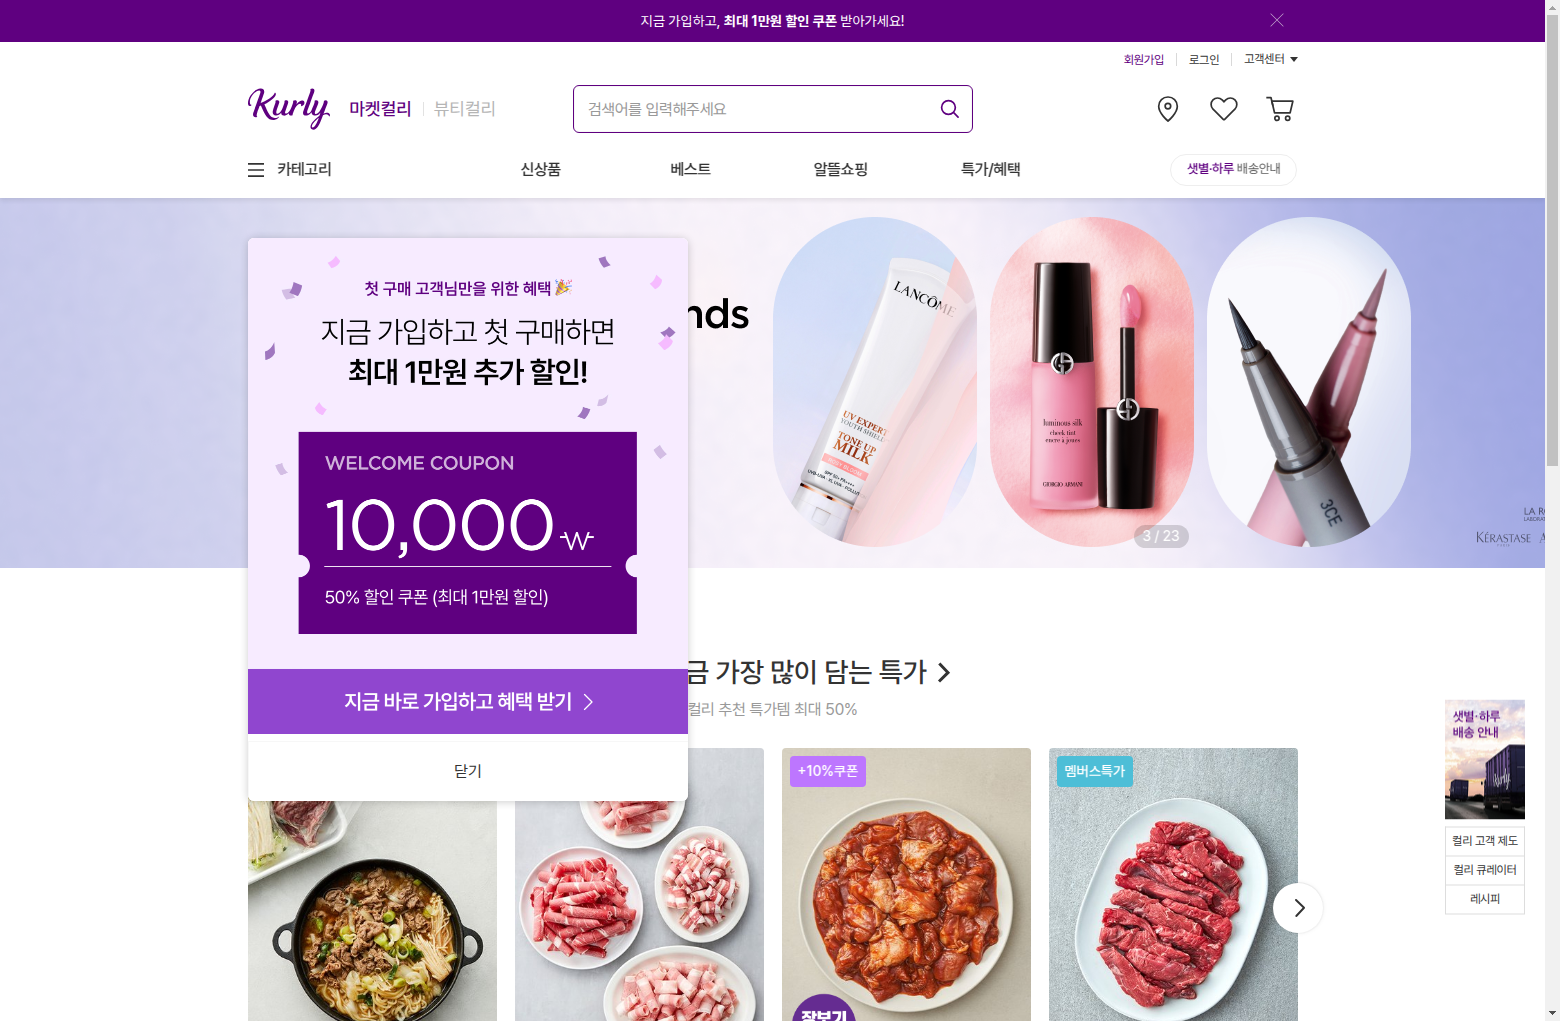 지금 가입하고, 최대 1만원 할인 쿠폰 받아가세요!
회원가입
로그인
고객센터
Kurly
마켓컬리
뷰티컬리
검색어를 입력해주세요
카테고리
신상품
베스트
알뜰쇼핑
특가/혜택
샛별·하루 배송안내
첫 구매 고객님만을 위한 혜택
지금 가입하고 첫 구매하면
최대 1만원 추가 할인!
WELCOME COUPON
10,000₩
50% 할인 쿠폰 (최대 1만원 할인)
지금 바로 가입하고 혜택 받기
닫기
nds
LANCÔME
UV EXPERT
YOUTH SHIELD
TONE UP
MILK
luminous silk
cheek tint
encre à joues
GIORGIO ARMANI
3CE
3 / 23
LA RO
KÉRASTASE A
금 가장 많이 담는 특가
컬리 추천 특가템 최대 50%
+10%쿠폰
멤버스특가
잘보기
샛별·하루
배송 안내
Kurly
컬리 고객 제도
컬리 큐레이터
레시피